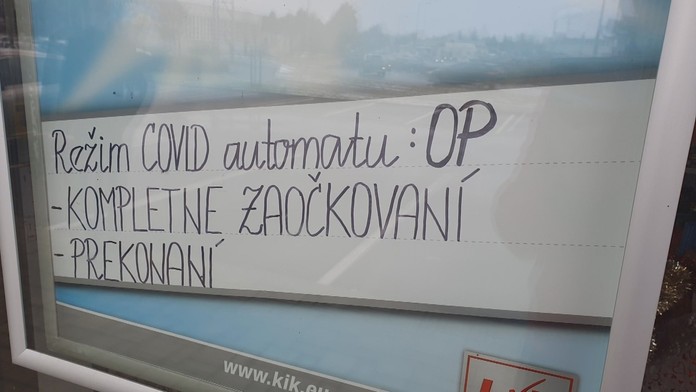 Režim COVID automatu: OP
-KOMPLETNE ZAOČKOVANÍ
-PREKONANÍ
www.kik.eu